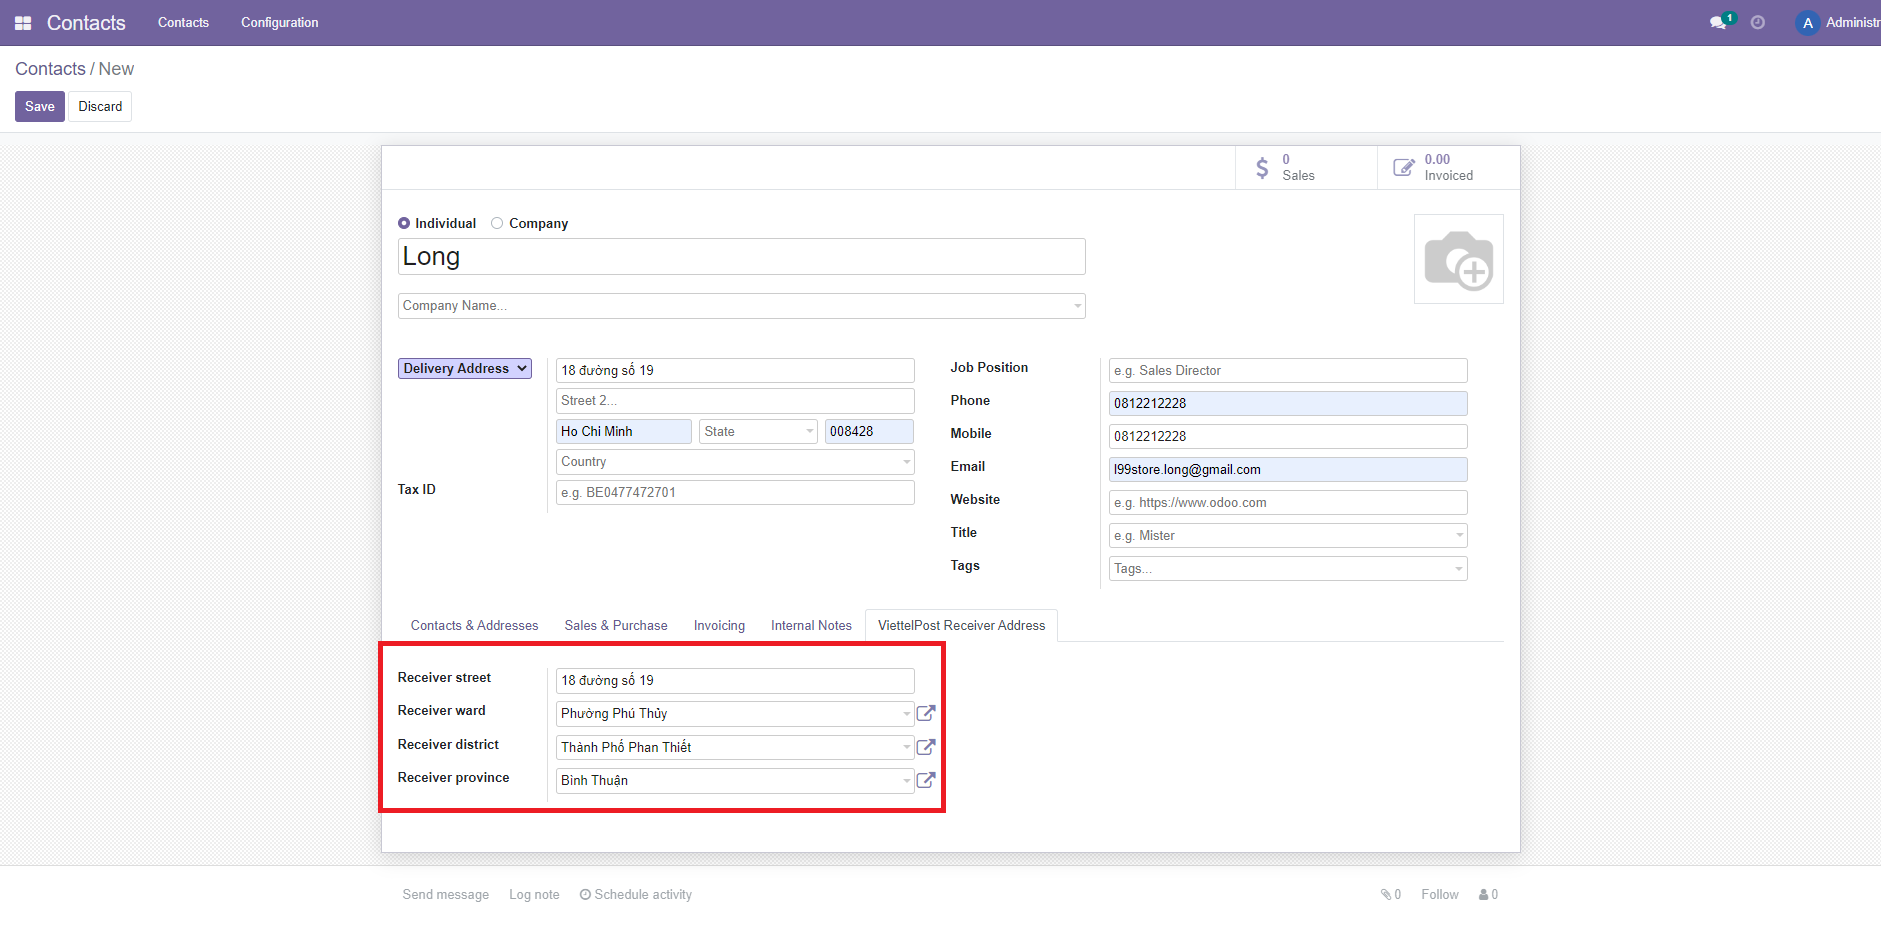 Contacts Contacts Configuration 1 A Administr
Contacts / New
Save Discard
0
Sales
0.00
Invoiced
Individual Company
Long
Company Name...
Delivery Address
18 đường số 19
Street 2...
Ho Chi Minh State 008428
Country
Tax ID e.g. BE0477472701
Job Position e.g. Sales Director
Phone 0812212228
Mobile 0812212228
Email l99store.long@gmail.com
Website e.g. https://www.odoo.com
Title e.g. Mister
Tags Tags...
Contacts & Addresses Sales & Purchase Invoicing Internal Notes ViettelPost Receiver Address
Receiver street 18 đường số 19
Receiver ward Phường Phú Thủy
Receiver district Thành Phố Phan Thiết
Receiver province Bình Thuận
Send message Log note Schedule activity 0 Follow 0